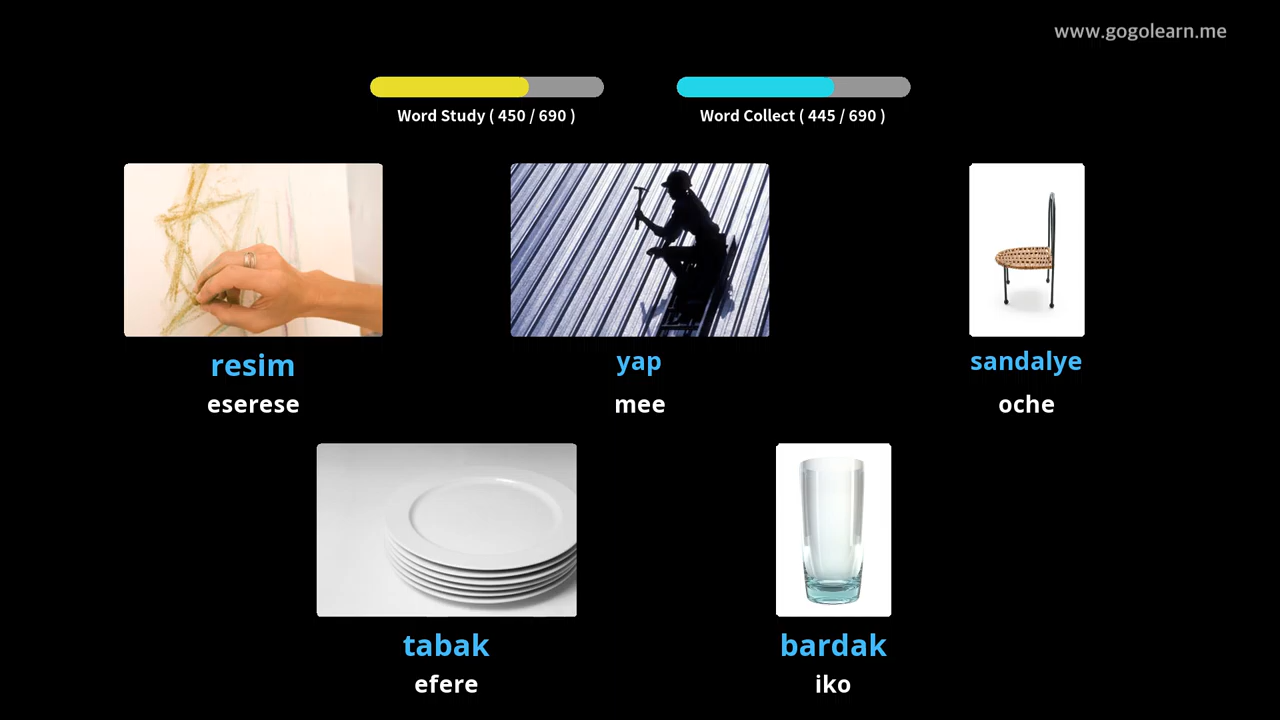 www.gogolearn.me
Word Study ( 450 / 690 )
Word Collect ( 445 / 690 )
resim
eserese
yap
mee
sandalye
oche
tabak
efere
bardak
iko